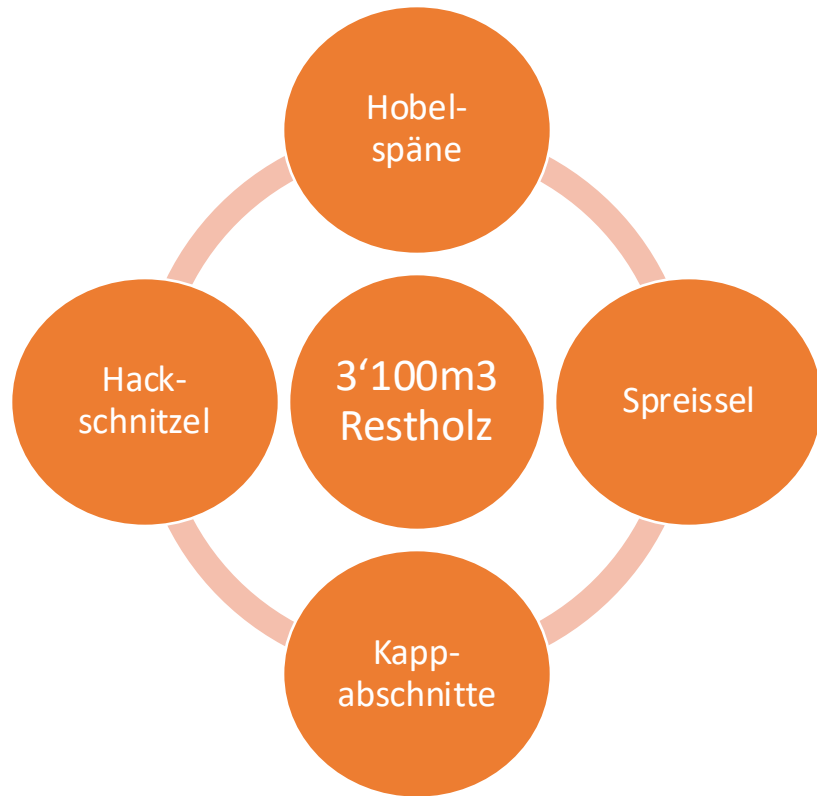 Hobel-
späne
Hack-
schnitzel
3‘100m3
Restholz
Spreissel
Kapp-
abschnitte